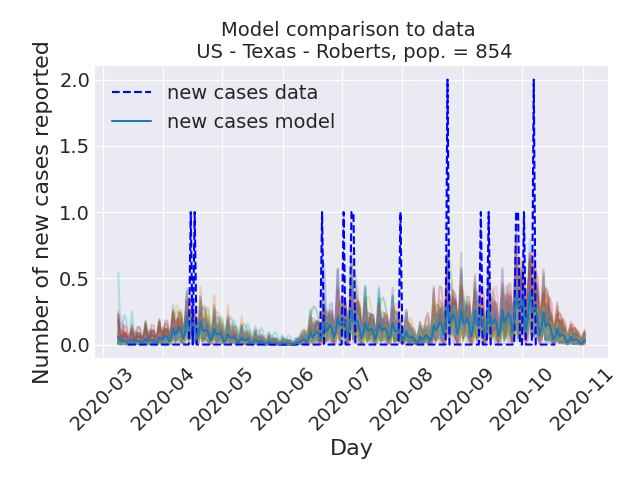 Model comparison to data
US - Texas - Roberts, pop. = 854
Number of new cases reported
2.0
1.5
1.0
0.5
0.0
new cases data
new cases model
2020-03
2020-04
2020-05
2020-06
2020-07
2020-08
2020-09
2020-10
2020-11
Day